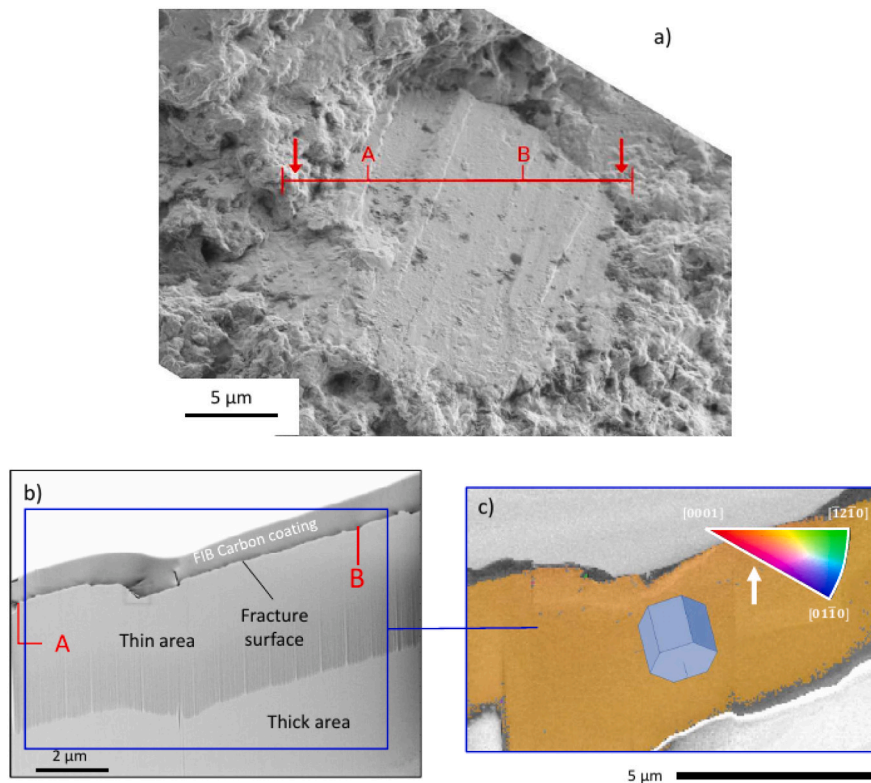 a)
A
B
5 µm
b)
FIB Carbon coating
B
Fracture
surface
A
Thin area
Thick area
2 µm
c)
[0001]
[1̅21̅0]
[011̅0]
5 µm